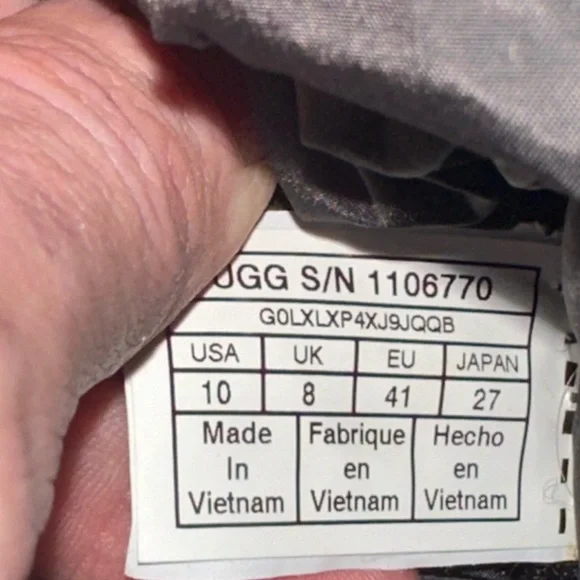 UGG S/N 1106770
G0LXLXP4XJ9JQQB
USA UK EU JAPAN
10 8 41 27
Made Fabrique Hecho
In en en
Vietnam Vietnam Vietnam